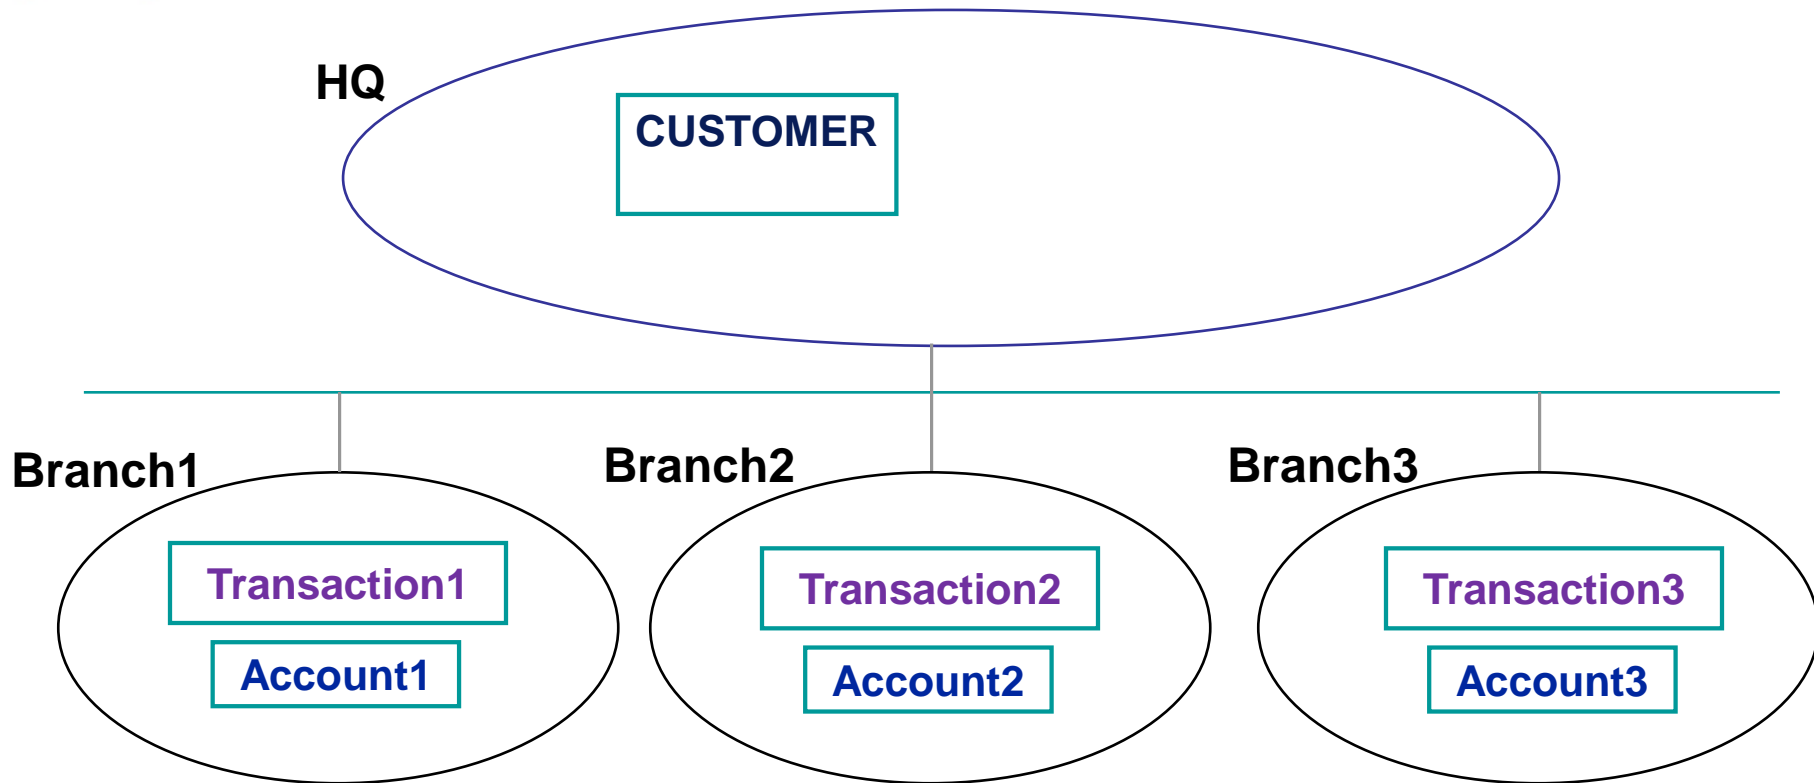 HQ
CUSTOMER
Branch1
Branch2
Branch3
Transaction1
Transaction2
Transaction3
Account1
Account2
Account3